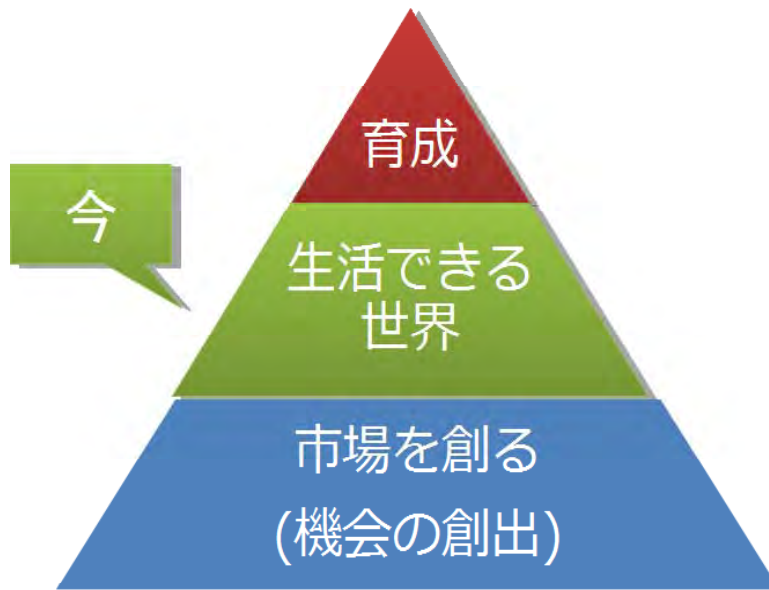 育成
今
生活できる
世界
市場を創る
(機会の創出)